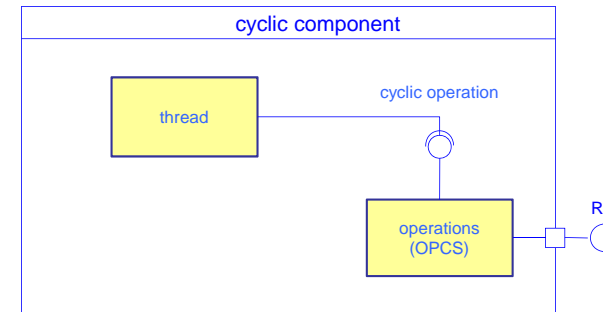 cyclic component
cyclic operation
thread
operations
(OPCS)
R